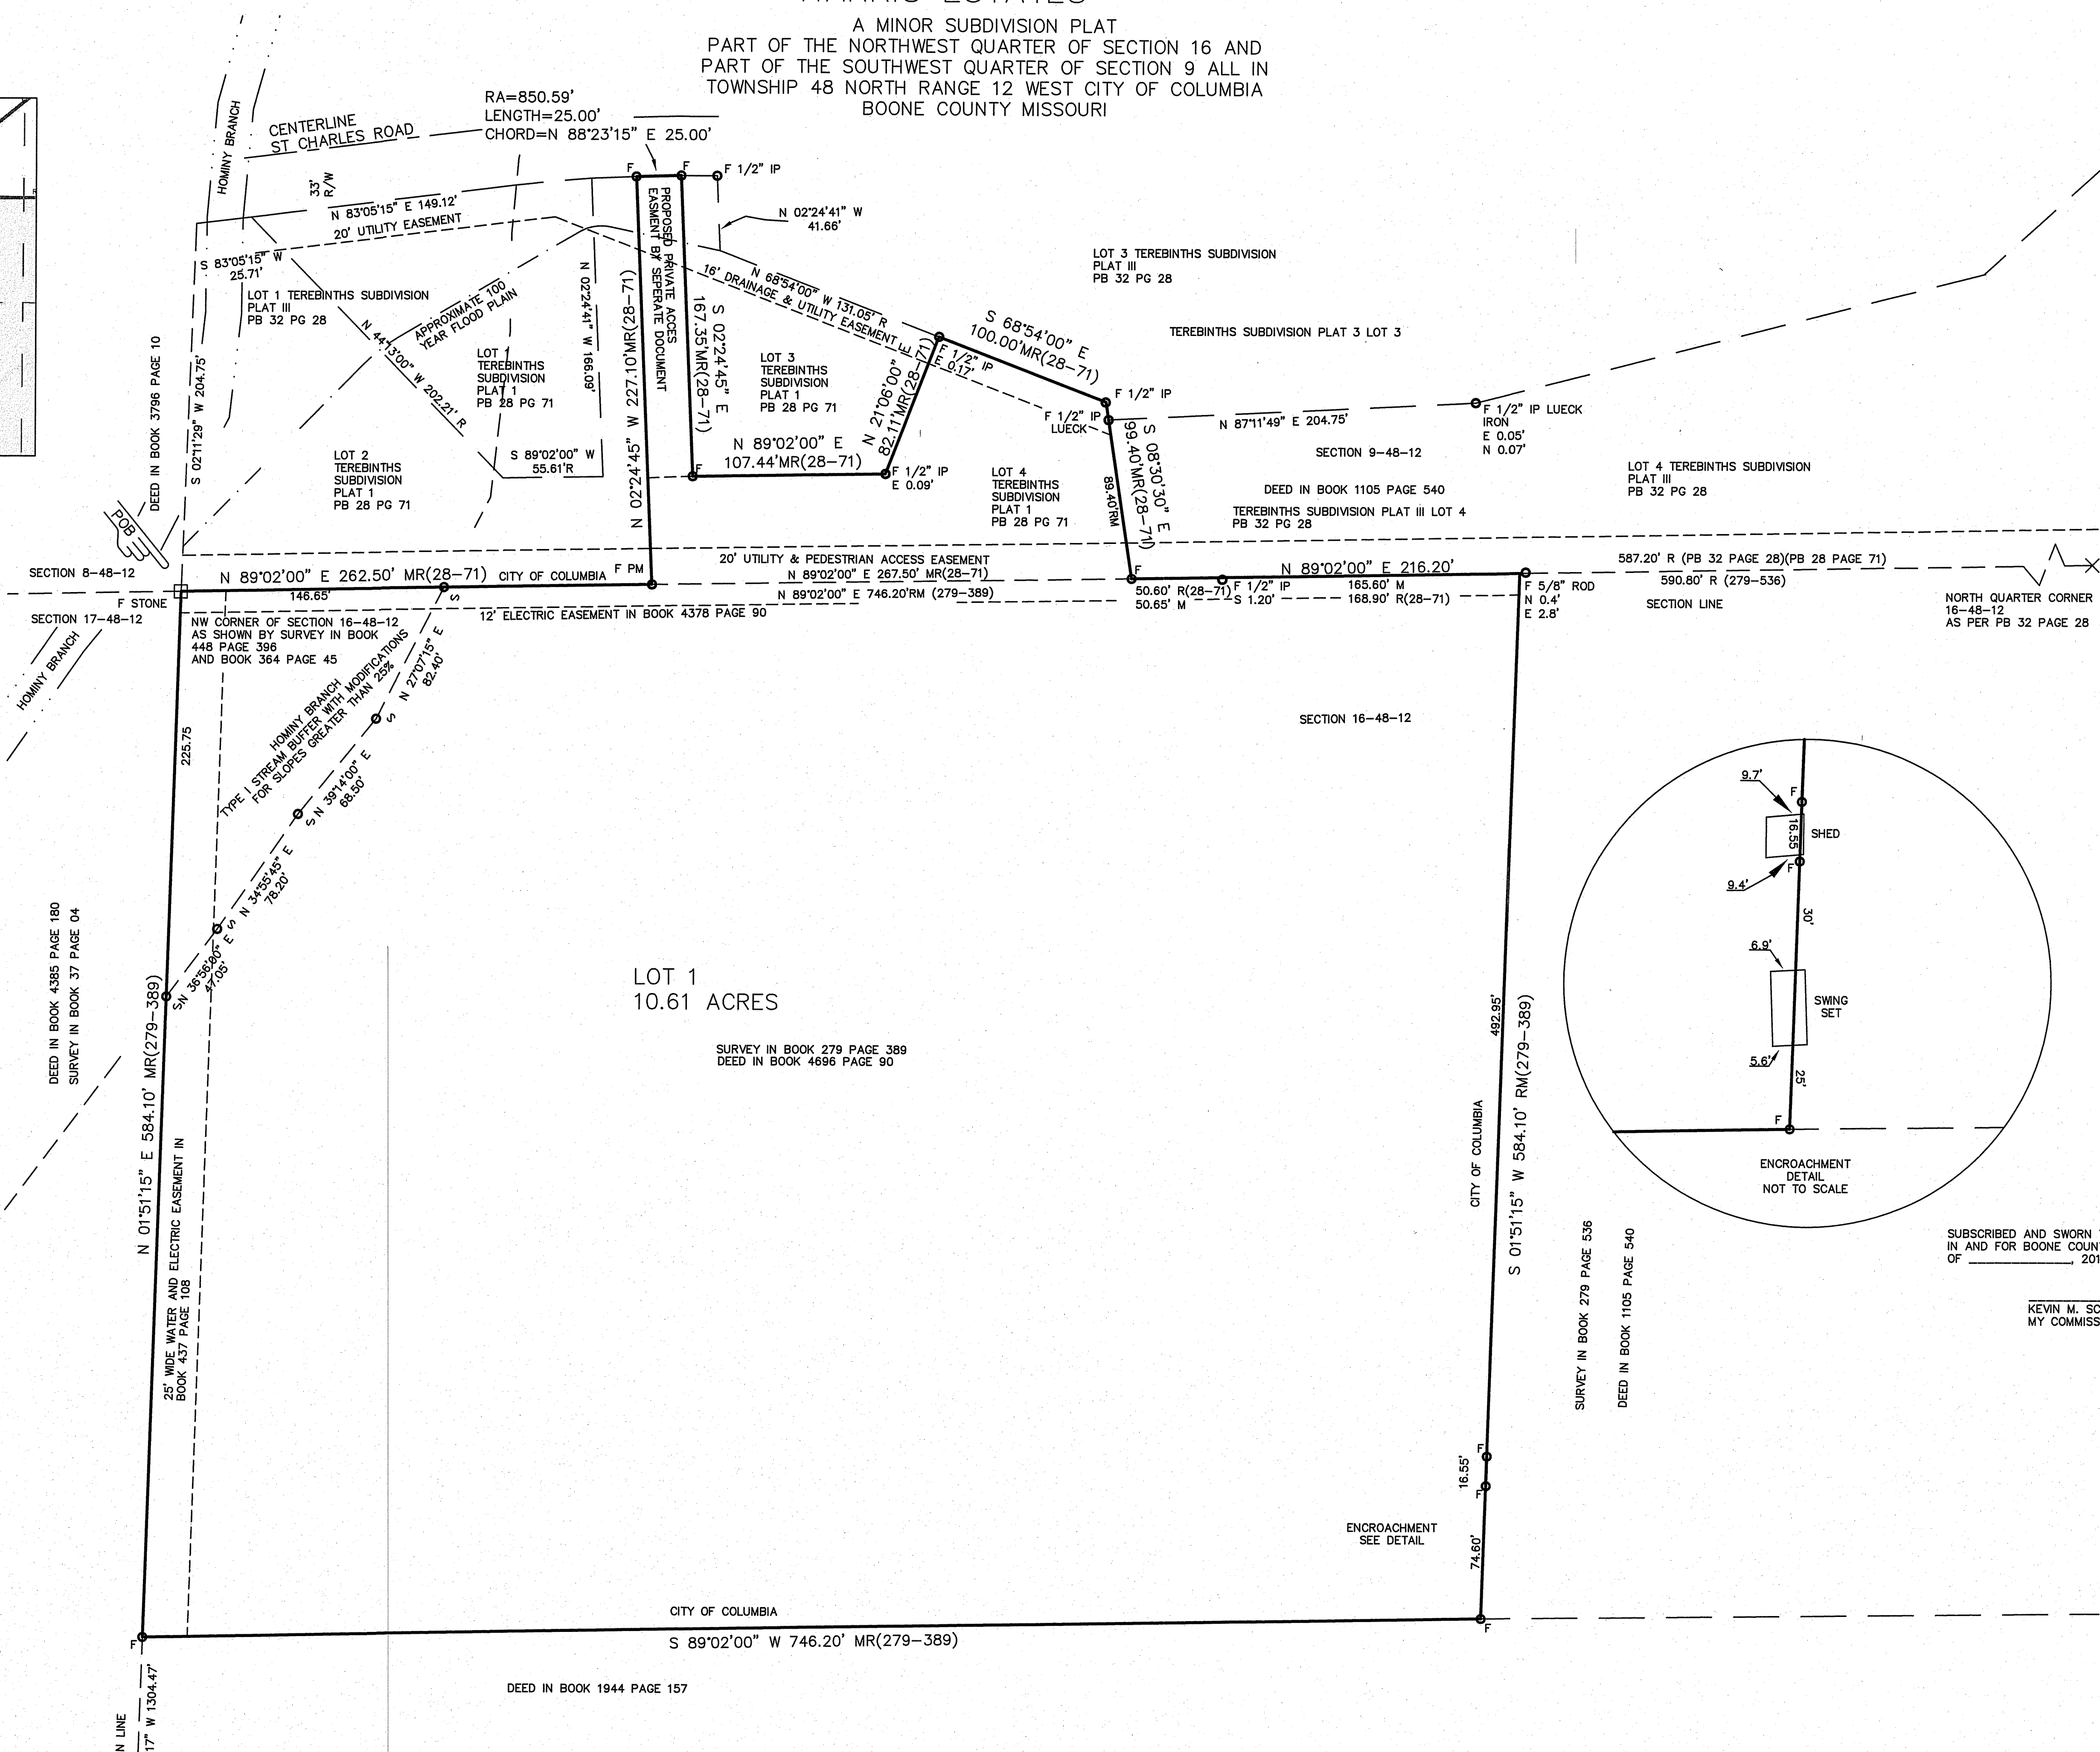 A MINOR SUBDIVISION PLAT
PART OF THE NORTHWEST QUARTER OF SECTION 16 AND
PART OF THE SOUTHWEST QUARTER OF SECTION 9 ALL IN
TOWNSHIP 48 NORTH RANGE 12 WEST CITY OF COLUMBIA
BOONE COUNTY MISSOURI
RA=850.59'
LENGTH=25.00'
CHORD=N 88°23'15" E 25.00'
CENTERLINE
ST CHARLES ROAD
HOMINY BRANCH
33'
R/W
N 83°05'15" E 149.12'
20' UTILITY EASEMENT
S 83°05'15" W
25.71'
F
F
F 1/2" IP
N 02°24'41" W
41.66'
PROPOSED PRIVATE ACCES
EASMENT BY SEPERATE DOCUMENT
N 02°24'41" W 166.09'
N 02°24'45" W 227.10'MR(28-71)
S 02°24'45" E
167.35'MR(28-71)
N 68°54'00" W 131.05' R
16' DRAINAGE & UTILITY EASEMENT
LOT 1 TEREBINTHS SUBDIVISION
PLAT III
PB 32 PG 28
APPROXIMATE 100
YEAR FLOOD PLAIN
N 44°13'00" W 202.21' R
LOT 1
TEREBINTHS
SUBDIVISION
PLAT 1
PB 28 PG 71
LOT 3
TEREBINTHS
SUBDIVISION
PLAT 1
PB 28 PG 71
LOT 3 TEREBINTHS SUBDIVISION
PLAT III
PB 32 PG 28
TEREBINTHS SUBDIVISION PLAT 3 LOT 3
S 68°54'00" E
100.00'MR(28-71)
F 1/2" IP
E 0.17'
N 21°06'00" E
82.11'MR(28-71)
N 89°02'00" E
107.44'MR(28-71)
F
F 1/2" IP
E 0.09'
F 1/2" IP
F 1/2" IP
LUECK
N 87°11'49" E 204.75'
F 1/2" IP LUECK
IRON
E 0.05'
N 0.07'
S 08°30'30" E
99.40'MR(28-71)
89.40'RM
SECTION 9-48-12
DEED IN BOOK 1105 PAGE 540
TEREBINTHS SUBDIVISION PLAT III LOT 4
PB 32 PG 28
LOT 4 TEREBINTHS SUBDIVISION
PLAT III
PB 32 PG 28
LOT 4
TEREBINTHS
SUBDIVISION
PLAT 1
PB 28 PG 71
DEED IN BOOK 3796 PAGE 10
S 02°11'29" W 204.75'
LOT 2
TEREBINTHS
SUBDIVISION
PLAT 1
PB 28 PG 71
S 89°02'00" W
55.61'R
POB
SECTION 8-48-12
F STONE
SECTION 17-48-12
N 89°02'00" E 262.50' MR(28-71)
CITY OF COLUMBIA
F PM
146.65'
S
20' UTILITY & PEDESTRIAN ACCESS EASEMENT
N 89°02'00" E 267.50' MR(28-71)
N 89°02'00" E 746.20'RM (279-389)
12' ELECTRIC EASEMENT IN BOOK 4378 PAGE 90
F
50.60' R(28-71)
50.65' M
F 1/2" IP
S 1.20'
N 89°02'00" E 216.20'
165.60' M
168.90' R(28-71)
F 5/8" ROD
N 0.4'
E 2.8'
587.20' R (PB 32 PAGE 28)(PB 28 PAGE 71)
590.80' R (279-536)
SECTION LINE
NORTH QUARTER CORNER
16-48-12
AS PER PB 32 PAGE 28
NW CORNER OF SECTION 16-48-12
AS SHOWN BY SURVEY IN BOOK
448 PAGE 396
AND BOOK 364 PAGE 45
HOMINY BRANCH
HOMINY BRANCH
TYPE I STREAM BUFFER WITH MODIFICATIONS
FOR SLOPES GREATER THAN 25%
N 27°07'15" E
82.40'
S
N 39°14'00" E
68.50'
S
N 34°55'45" E
78.20'
S
N 36°56'00" E
47.05'
S
225.75
SECTION 16-48-12
DEED IN BOOK 4385 PAGE 180
SURVEY IN BOOK 37 PAGE 04
N 01°51'15" E 584.10' MR(279-389)
25' WIDE WATER AND ELECTRIC EASEMENT IN
BOOK 437 PAGE 108
LOT 1
10.61 ACRES
SURVEY IN BOOK 279 PAGE 389
DEED IN BOOK 4696 PAGE 90
492.95'
CITY OF COLUMBIA
S 01°51'15" W 584.10' RM(279-389)
SURVEY IN BOOK 279 PAGE 536
DEED IN BOOK 1105 PAGE 540
9.7'
F
16.55
SHED
F
9.4'
30'
6.9'
SWING
SET
5.6'
25'
F
ENCROACHMENT
DETAIL
NOT TO SCALE
SUBSCRIBED AND SWORN
IN AND FOR BOONE COUN
OF ______________, 201
KEVIN M. SC
MY COMMISS
F
16.55'
F
ENCROACHMENT
SEE DETAIL
74.60'
CITY OF COLUMBIA
S 89°02'00" W 746.20' MR(279-389)
F
F
DEED IN BOOK 1944 PAGE 157
N LINE
17" W 1304.47'